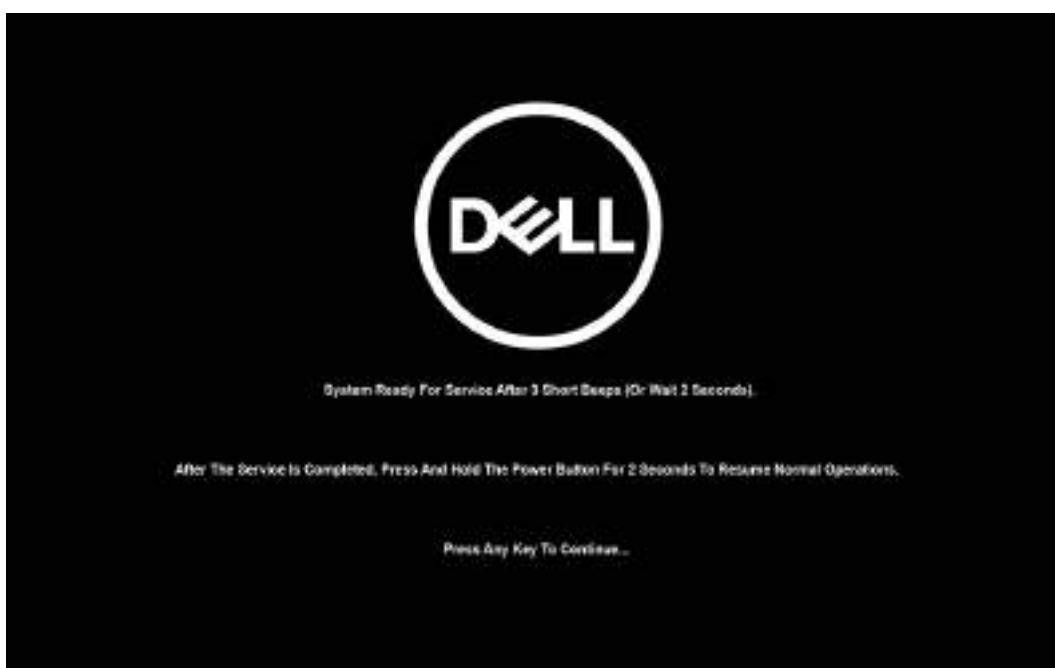 DELL
System Ready For Service After 3 Short Beeps (Or Wait 2 Seconds).
After The Service Is Completed, Press And Hold The Power Button For 2 Seconds To Resume Normal Operations.
Press Any Key To Continue...